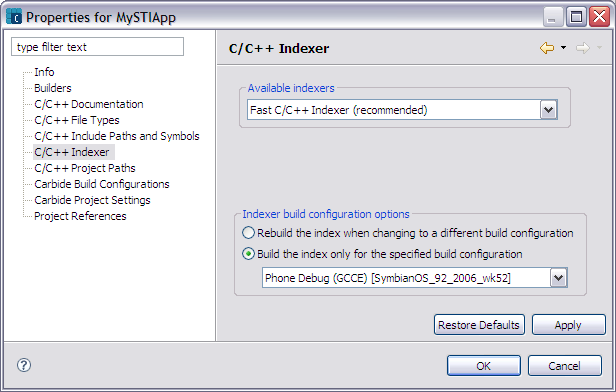 Properties for MySTIApp
type filter text
Info
Builders
C/C++ Documentation
C/C++ File Types
C/C++ Include Paths and Symbols
C/C++ Indexer
C/C++ Project Paths
Carbide Build Configurations
Carbide Project Settings
Project References
C/C++ Indexer
Available indexers
Fast C/C++ Indexer (recommended)
Indexer build configuration options
Rebuild the index when changing to a different build configuration
Build the index only for the specified build configuration
Phone Debug (GCCE) [SymbianOS_92_2006_wk52]
Restore Defaults
Apply
OK
Cancel